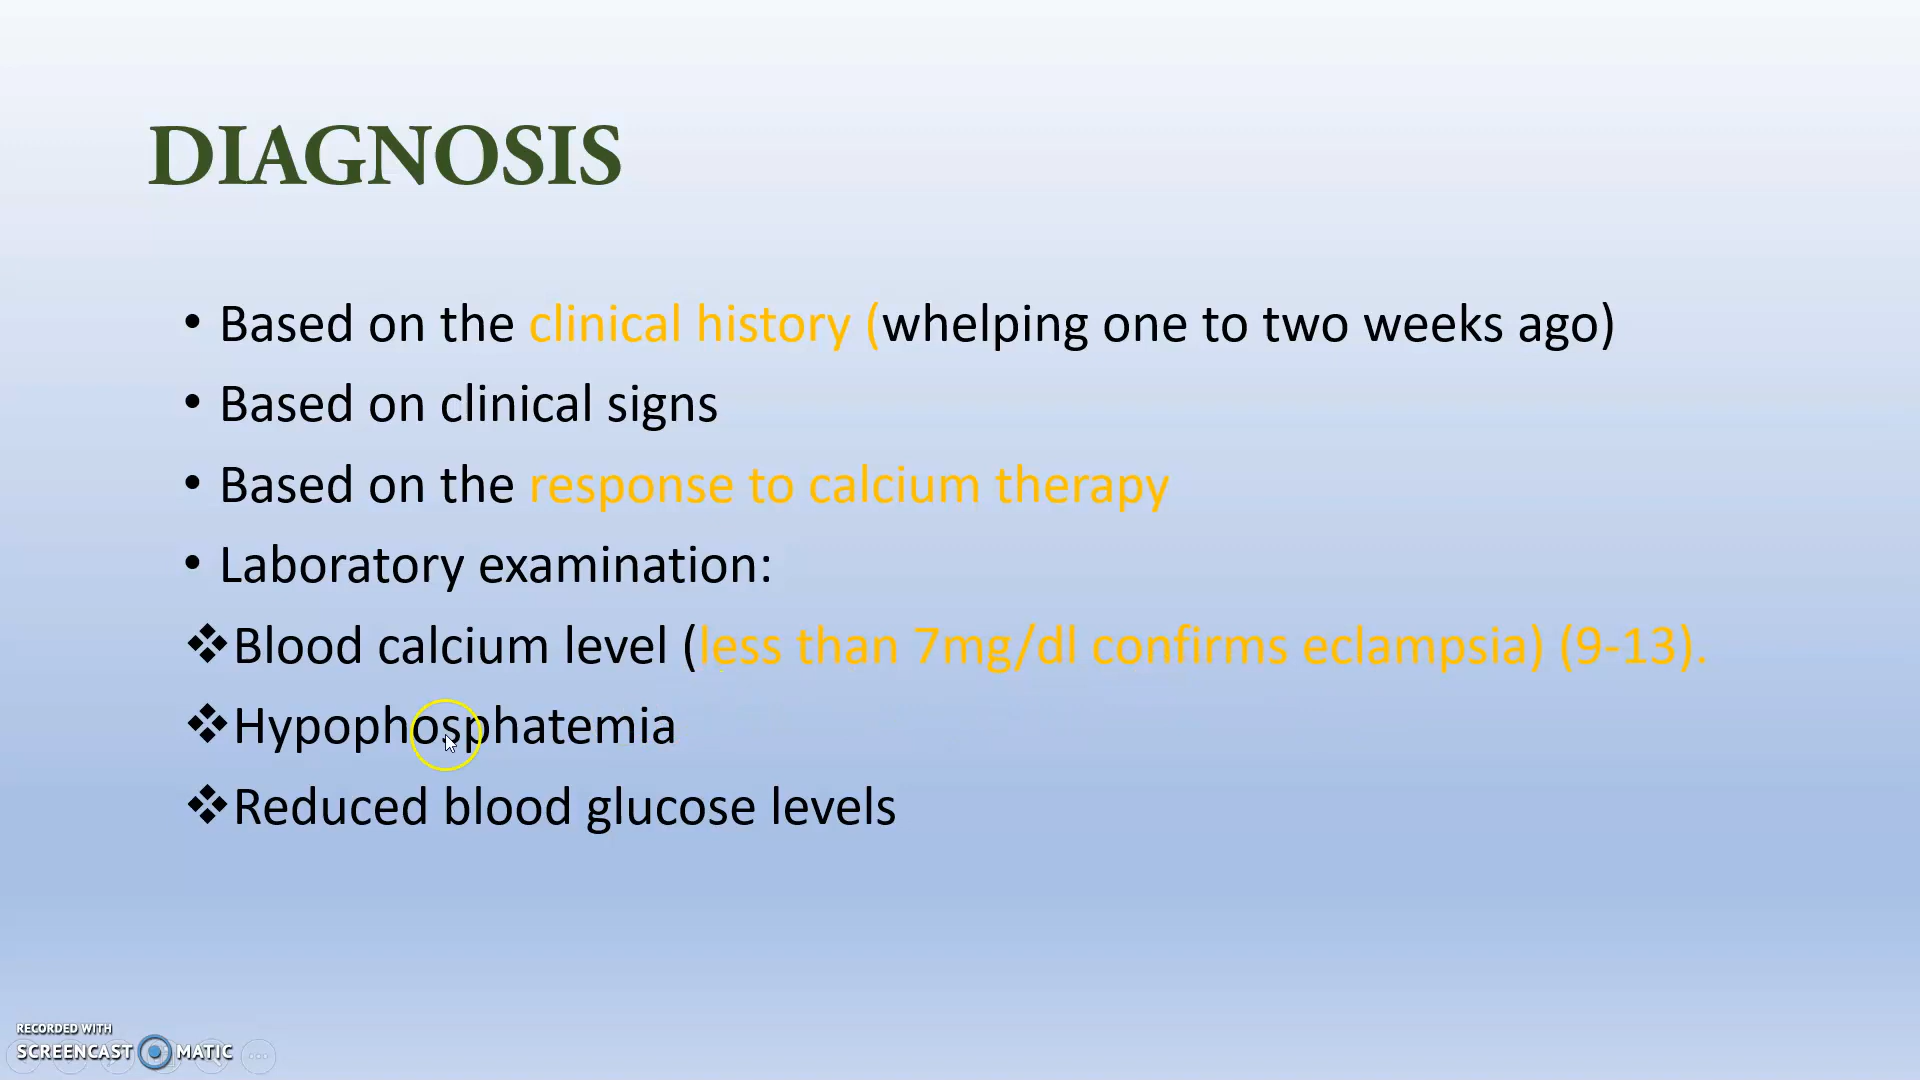 DIAGNOSIS
• Based on the clinical history (whelping one to two weeks ago)
• Based on clinical signs
• Based on the response to calcium therapy
• Laboratory examination:
❖Blood calcium level (less than 7mg/dl confirms eclampsia) (9-13).
❖Hypophosphatemia
❖Reduced blood glucose levels
RECORDED WITH
SCREENCAST MATIC